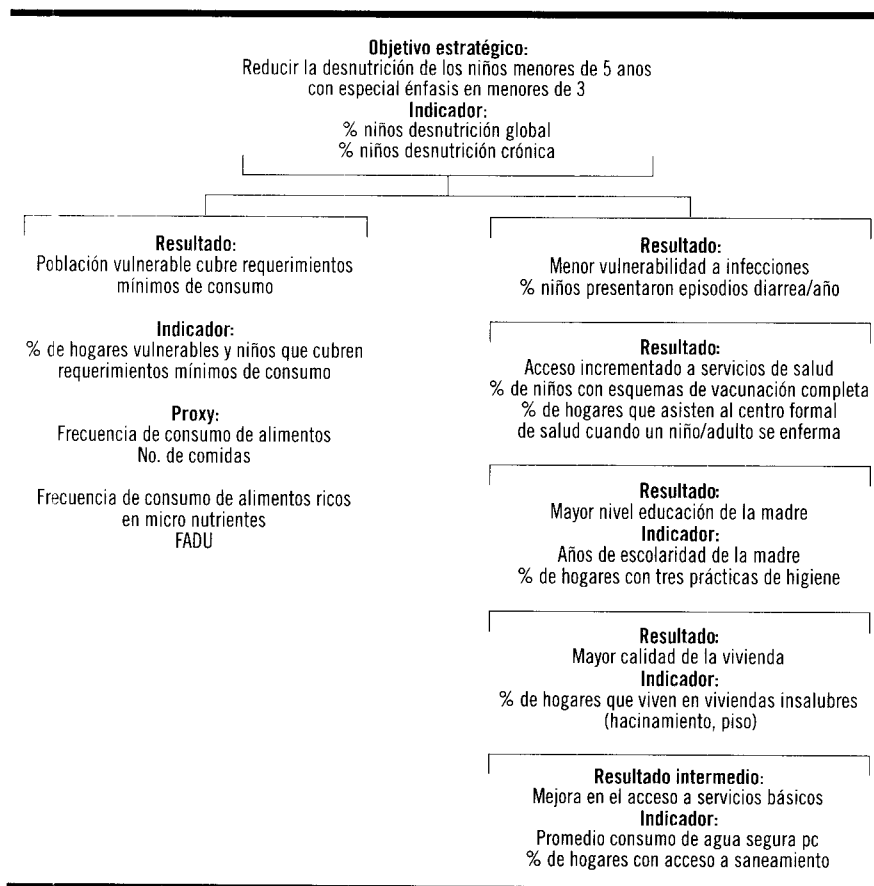 Objetivo estratégico:
Reducir la desnutrición de los niños menores de 5 anos
con especial énfasis en menores de 3
Indicador:
% niños desnutrición global
% niños desnutrición crónica
Resultado:
Población vulnerable cubre requerimientos
mínimos de consumo
Indicador:
% de hogares vulnerables y niños que cubren
requerimientos mínimos de consumo
Proxy:
Frecuencia de consumo de alimentos
No. de comidas
Frecuencia de consumo de alimentos ricos
en micro nutrientes
FADU
Resultado:
Menor vulnerabilidad a infecciones
% niños presentaron episodios diarrea/año
Resultado:
Acceso incrementado a servicios de salud
% de niños con esquemas de vacunación completa
% de hogares que asisten al centro formal
de salud cuando un niño/adulto se enferma
Resultado:
Mayor nivel educación de la madre
Indicador:
Años de escolaridad de la madre
% de hogares con tres prácticas de higiene
Resultado:
Mayor calidad de la vivienda
Indicador:
% de hogares que viven en viviendas insalubres
(hacinamiento, piso)
Resultado intermedio:
Mejora en el acceso a servicios básicos
Indicador:
Promedio consumo de agua segura pc
% de hogares con acceso a saneamiento